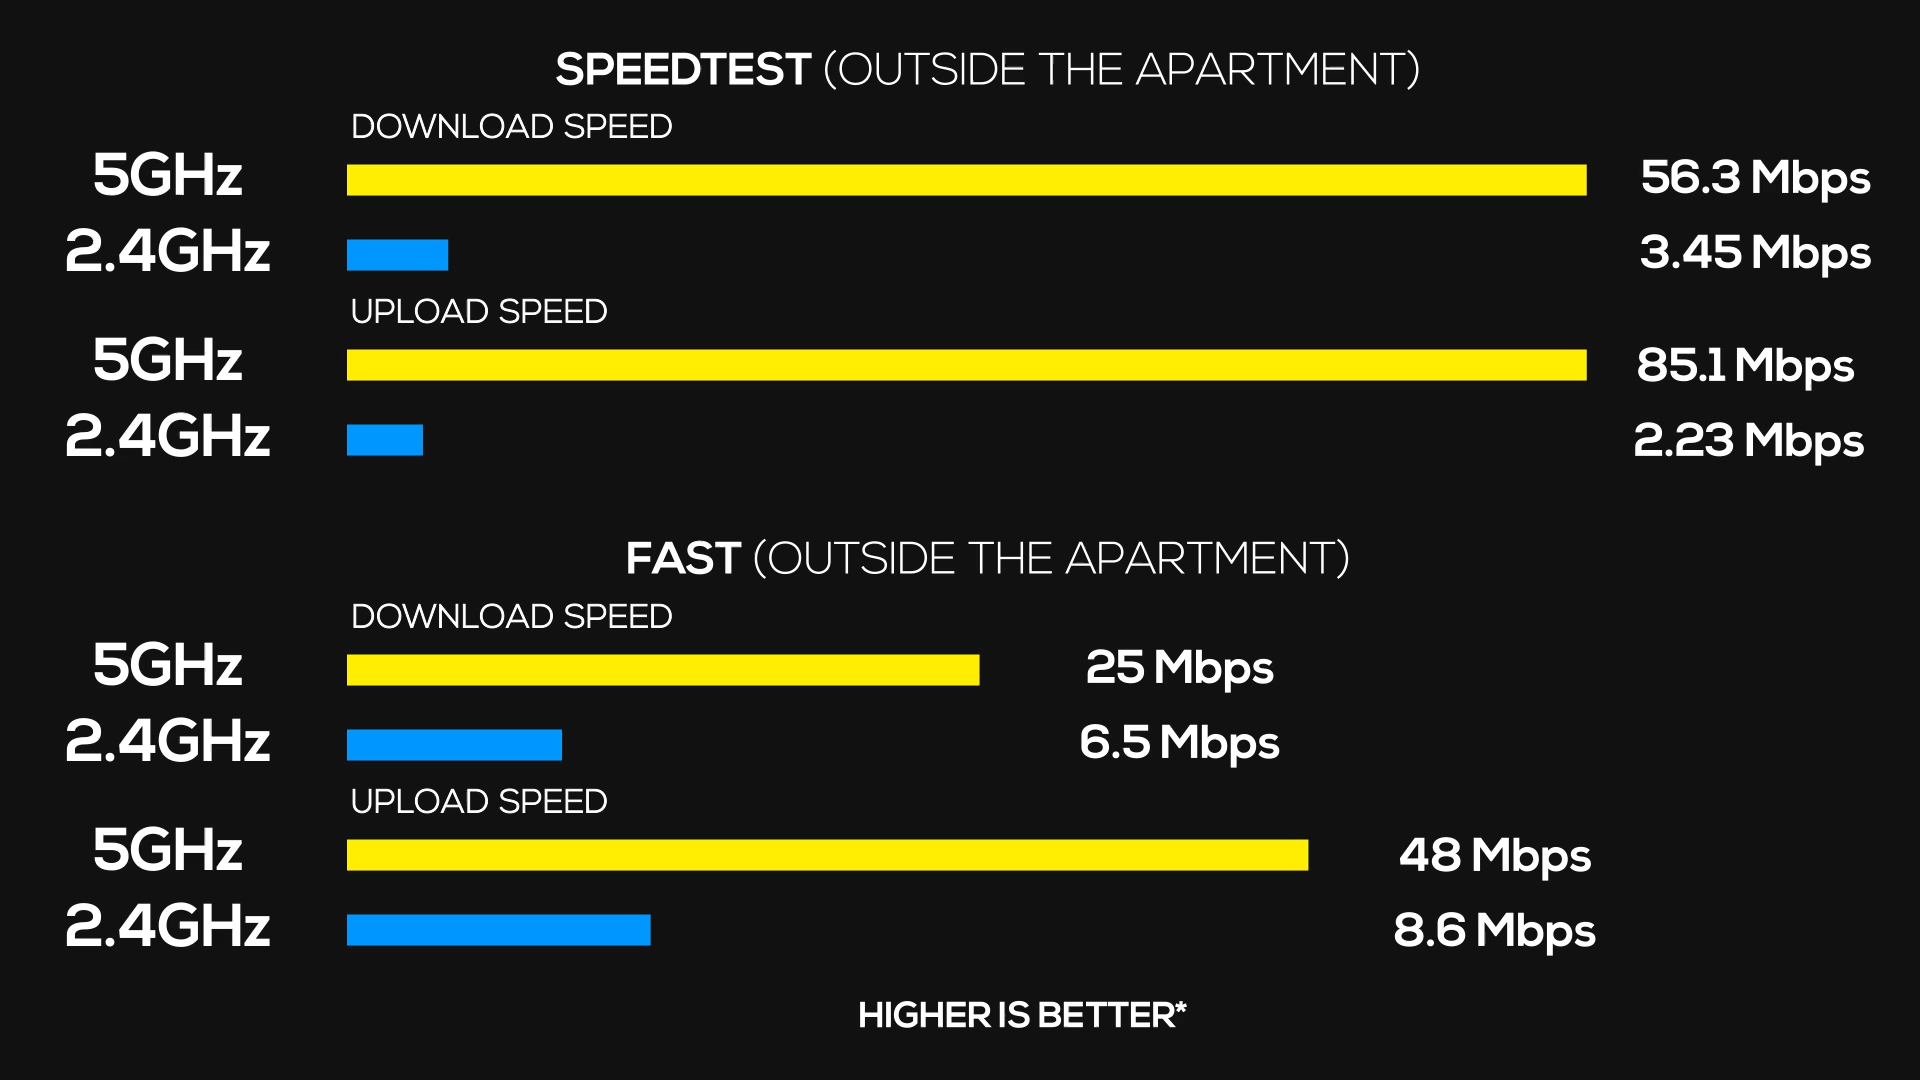 SPEEDTEST (OUTSIDE THE APARTMENT)
DOWNLOAD SPEED
5GHz 56.3 Mbps
2.4GHz 3.45 Mbps
UPLOAD SPEED
5GHz 85.1 Mbps
2.4GHz 2.23 Mbps
FAST (OUTSIDE THE APARTMENT)
DOWNLOAD SPEED
5GHz 25 Mbps
2.4GHz 6.5 Mbps
UPLOAD SPEED
5GHz 48 Mbps
2.4GHz 8.6 Mbps
HIGHER IS BETTER*